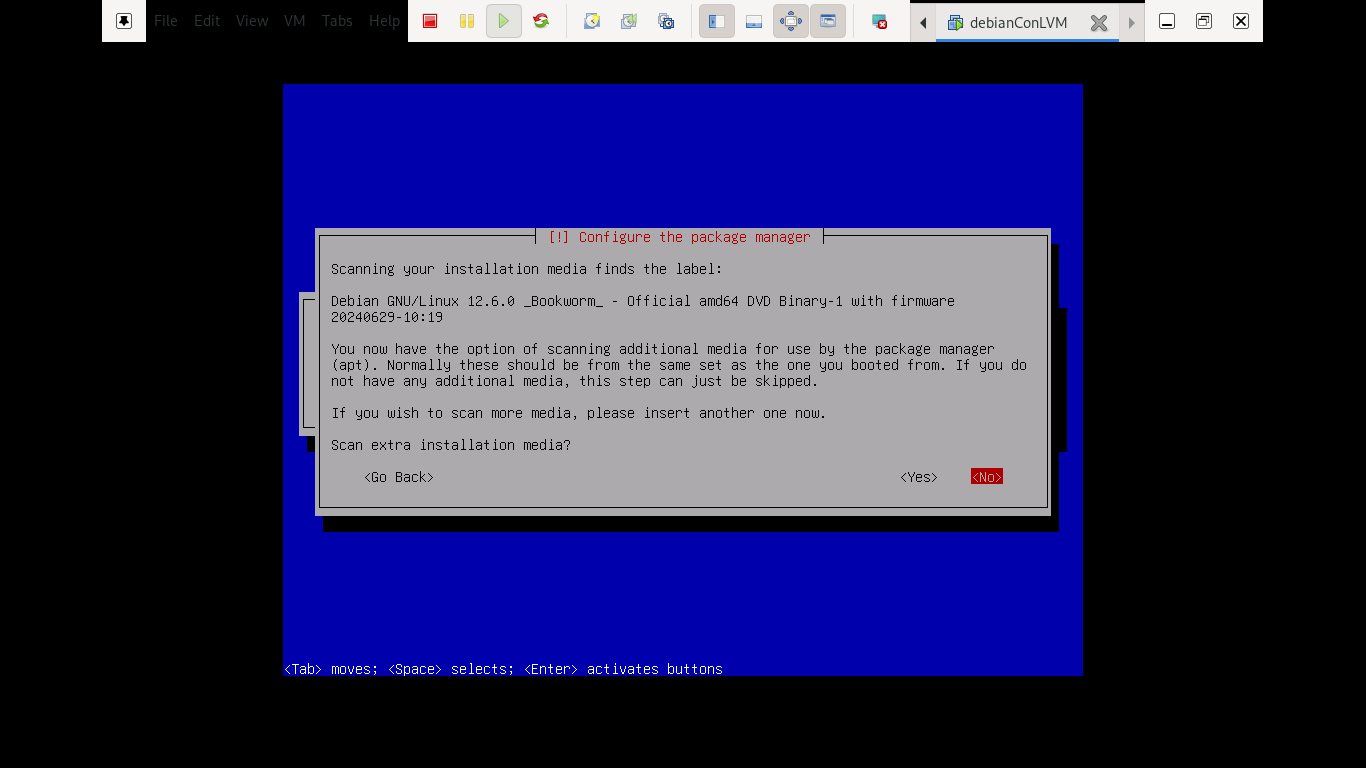 File Edit View VM Tabs Help
debianConLVM
[!] Configure the package manager
Scanning your installation media finds the label:
Debian GNU/Linux 12.6.0 _Bookworm_ - Official amd64 DVD Binary-1 with firmware
20240629-10:19
You now have the option of scanning additional media for use by the package manager
(apt). Normally these should be from the same set as the one you booted from. If you do
not have any additional media, this step can just be skipped.
If you wish to scan more media, please insert another one now.
Scan extra installation media?
<Go Back> <Yes> <No>
<Tab> moves; <Space> selects; <Enter> activates buttons